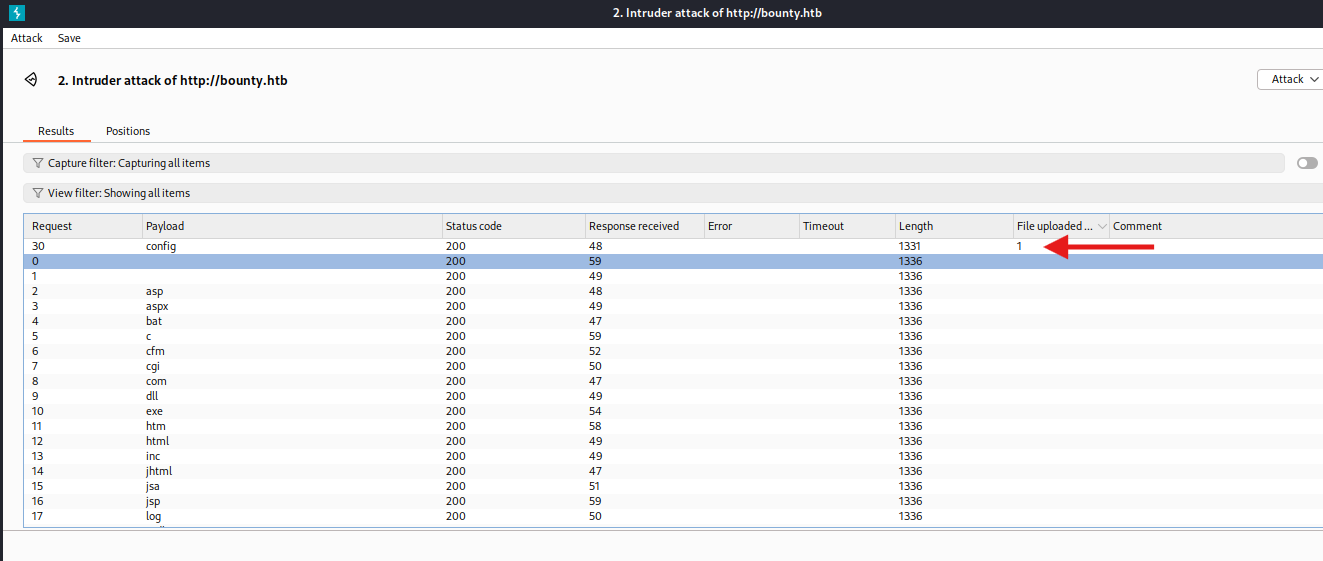 2. Intruder attack of http://bounty.htb
Attack Save
2. Intruder attack of http://bounty.htb
Attack
Results Positions
Capture filter: Capturing all items
View filter: Showing all items
Request Payload Status code Response received Error Timeout Length File uploaded ... Comment
30 config 200 48 1331 1
0 200 59 1336
1 200 49 1336
2 asp 200 48 1336
3 aspx 200 49 1336
4 bat 200 47 1336
5 c 200 59 1336
6 cfm 200 52 1336
7 cgi 200 50 1336
8 com 200 47 1336
9 dll 200 49 1336
10 exe 200 54 1336
11 htm 200 58 1336
12 html 200 49 1336
13 inc 200 49 1336
14 jhtml 200 47 1336
15 jsa 200 51 1336
16 jsp 200 59 1336
17 log 200 50 1336